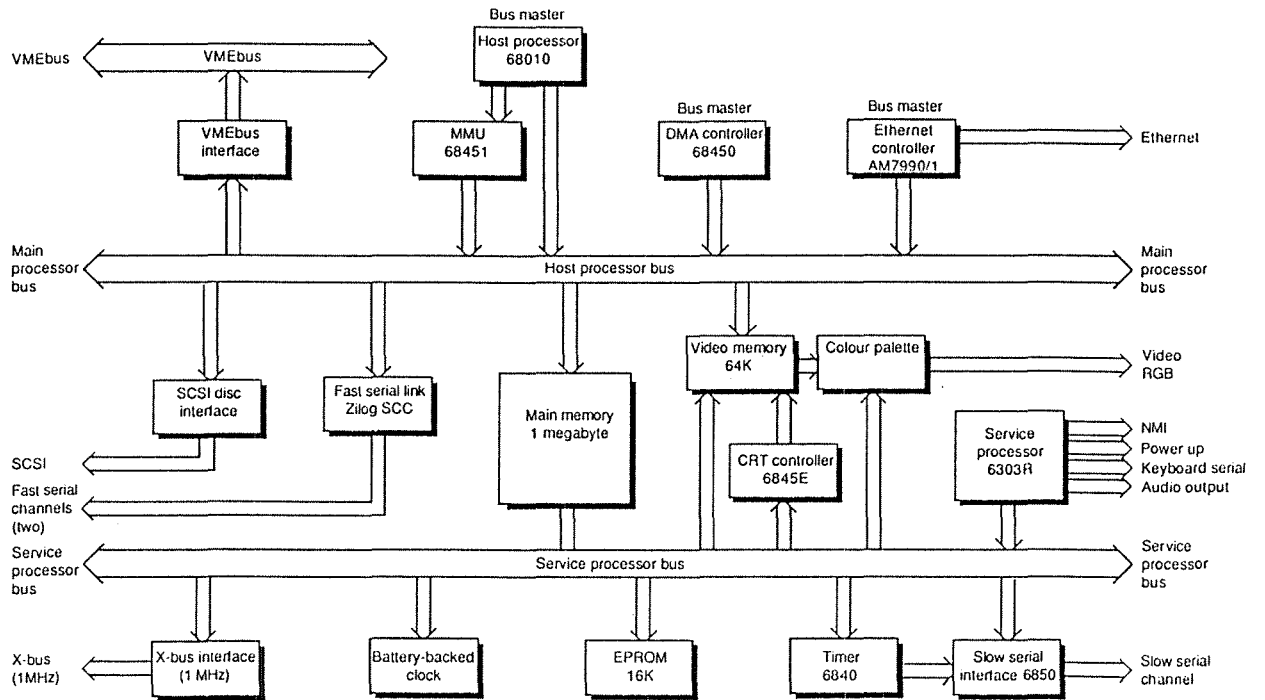 Bus master
Host processor
68010
VMEbus
VMEbus
VMEbus
interface
MMU
68451
Bus master
DMA controller
68450
Bus master
Ethernet
controller
AM7990/1
Ethernet
Main
processor
bus
Host processor bus
Main
processor
bus
SCSI disc
interface
Fast serial link
Zilog SCC
Main memory
1 megabyte
Video memory
64K
Colour palette
Video
RGB
CRT controller
6845E
Service
processor
6303R
NMI
Power up
Keyboard serial
Audio output
SCSI
Fast serial
channels
(two)
Service
processor
bus
Service processor bus
Service
processor
bus
X-bus
(1MHz)
X-bus interface
(1 MHz)
Battery-backed
clock
EPROM
16K
Timer
6840
Slow serial
interface 6850
Slow serial
channel